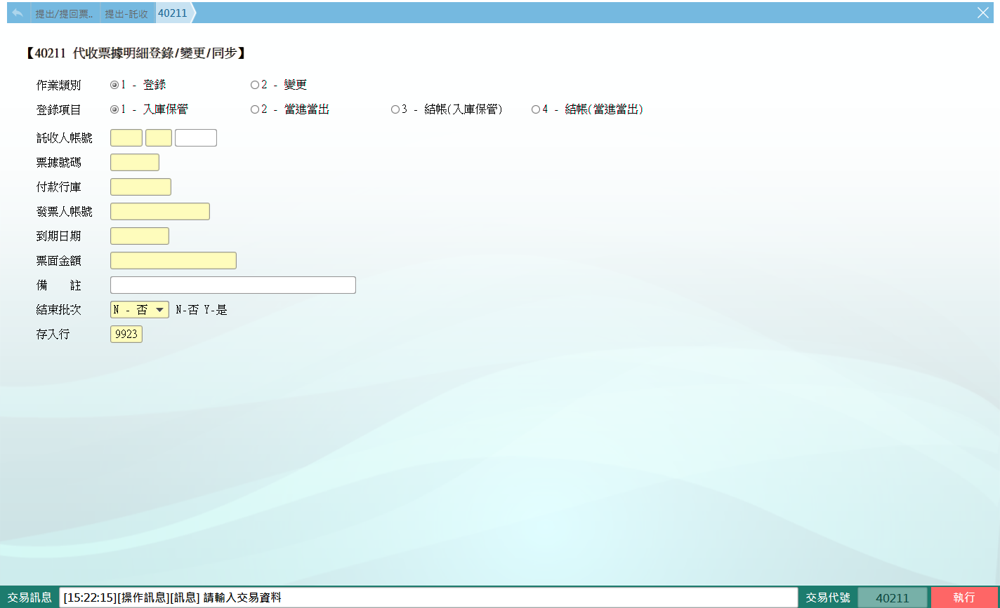 提出/提回票.. 提出-託收 40211
【40211 代收票據明細登錄/變更/同步】
作業類別 1 - 登錄 2 - 變更
登錄項目 1 - 入庫保管 2 - 當進當出 3 - 結帳(入庫保管) 4 - 結帳(當進當出)
託收人帳號
票據號碼
付款行庫
發票人帳號
到期日期
票面金額
備 註
結束批次 N - 否 N-否 Y-是
存入行 9923
交易訊息 [15:22:15][操作訊息][訊息] 請輸入交易資料 交易代號 40211 執行